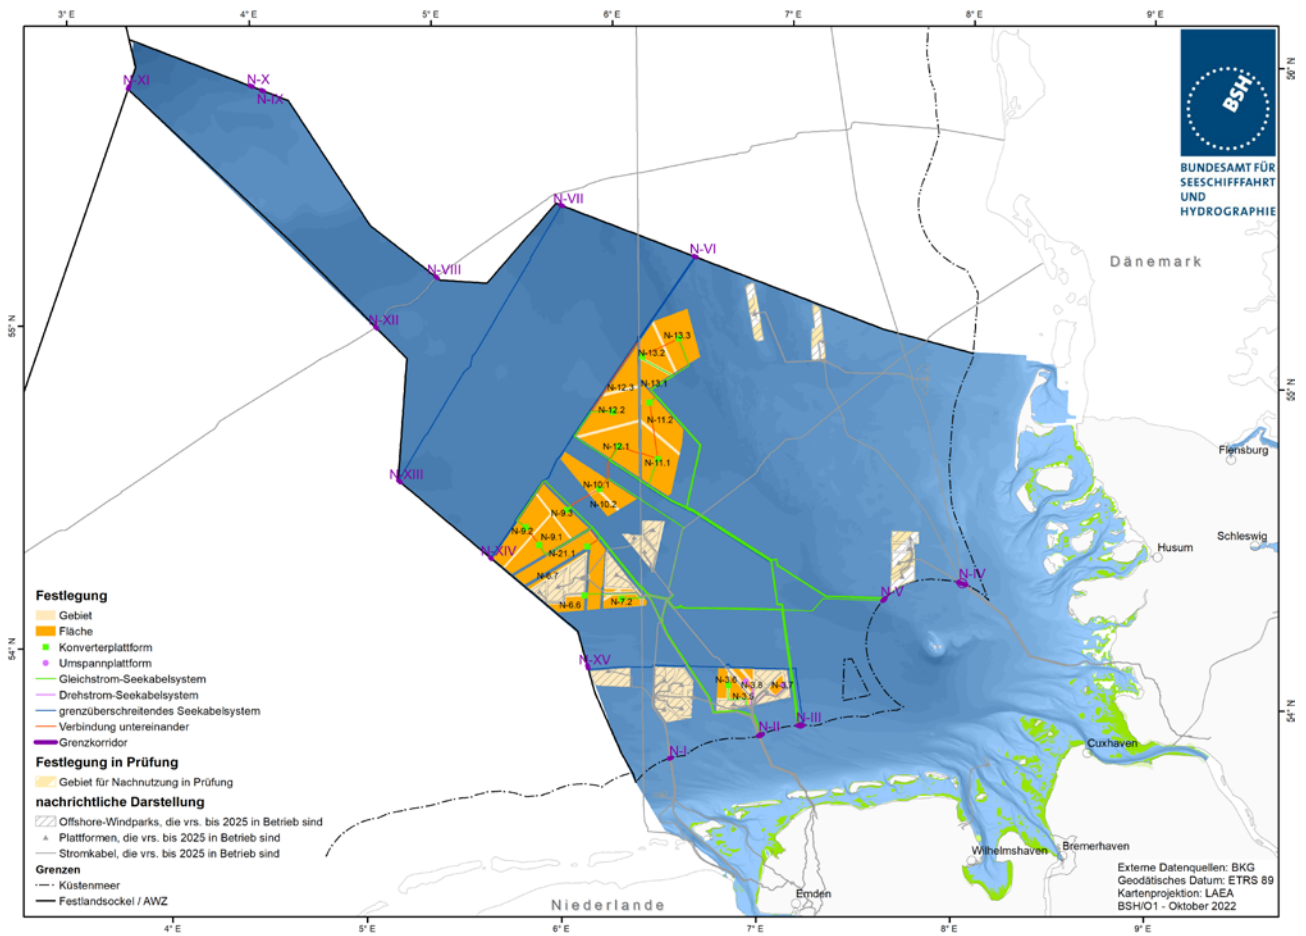 3° E 4° E 5° E 6° E 7° E 8° E 9° E
56° N
56° N
55° N
55° N
54° N
54° N
BSH
BUNDESAMT FÜR
SEESCHIFFFAHRT
UND
HYDROGRAPHIE
N-XI
N-X
N-IX
N-VII
N-VI
N-VIII
N-XII
N-XIII
N-XIV
N-XV
N-IV
N-V
N-I
N-II
N-III
Dänemark
Flensburg
Schleswig
Husum
Cuxhaven
Wilhelmshaven
Bremerhaven
Emden
Niederlande
N-13.3
N-13.2
N-13.1
N-12.3
N-12.2
N-11.2
N-12.1
N-11.1
N-10.1
N-10.2
N-9.3
N-9.2
N-9.1
N-21.1
N-6.7
N-6.6
N-7.2
N-3.6
N-3.8
N-3.7
N-3.5
Festlegung
Gebiet
Fläche
Konverterplattform
Umspannplattform
Gleichstrom-Seekabelsystem
Drehstrom-Seekabelsystem
grenzüberschreitendes Seekabelsystem
Verbindung untereinander
Grenzkorridor
Festlegung in Prüfung
Gebiet für Nachnutzung in Prüfung
nachrichtliche Darstellung
Offshore-Windparks, die vrs. bis 2025 in Betrieb sind
Plattformen, die vrs. bis 2025 in Betrieb sind
Stromkabel, die vrs. bis 2025 in Betrieb sind
Grenzen
Küstenmeer
Festlandsockel / AWZ
Externe Datenquellen: BKG
Geodätisches Datum: ETRS 89
Kartenprojektion: LAEA
BSH/O1 - Oktober 2022
4° E 5° E 6° E 7° E 8° E 9° E